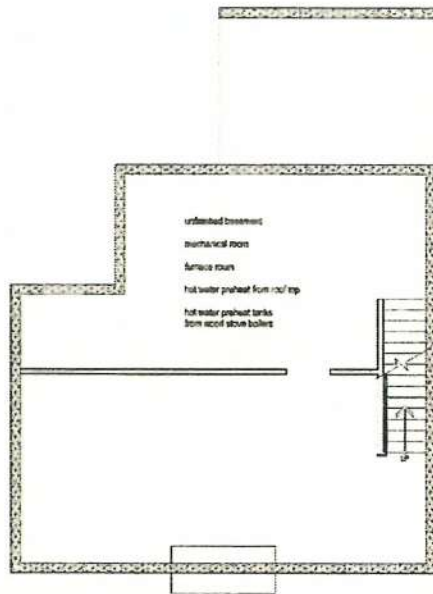 unfinished basement
mechanical room
furnace room
hot water preheat from roof top
hot water preheat tanks
from wood stove boilers
UP